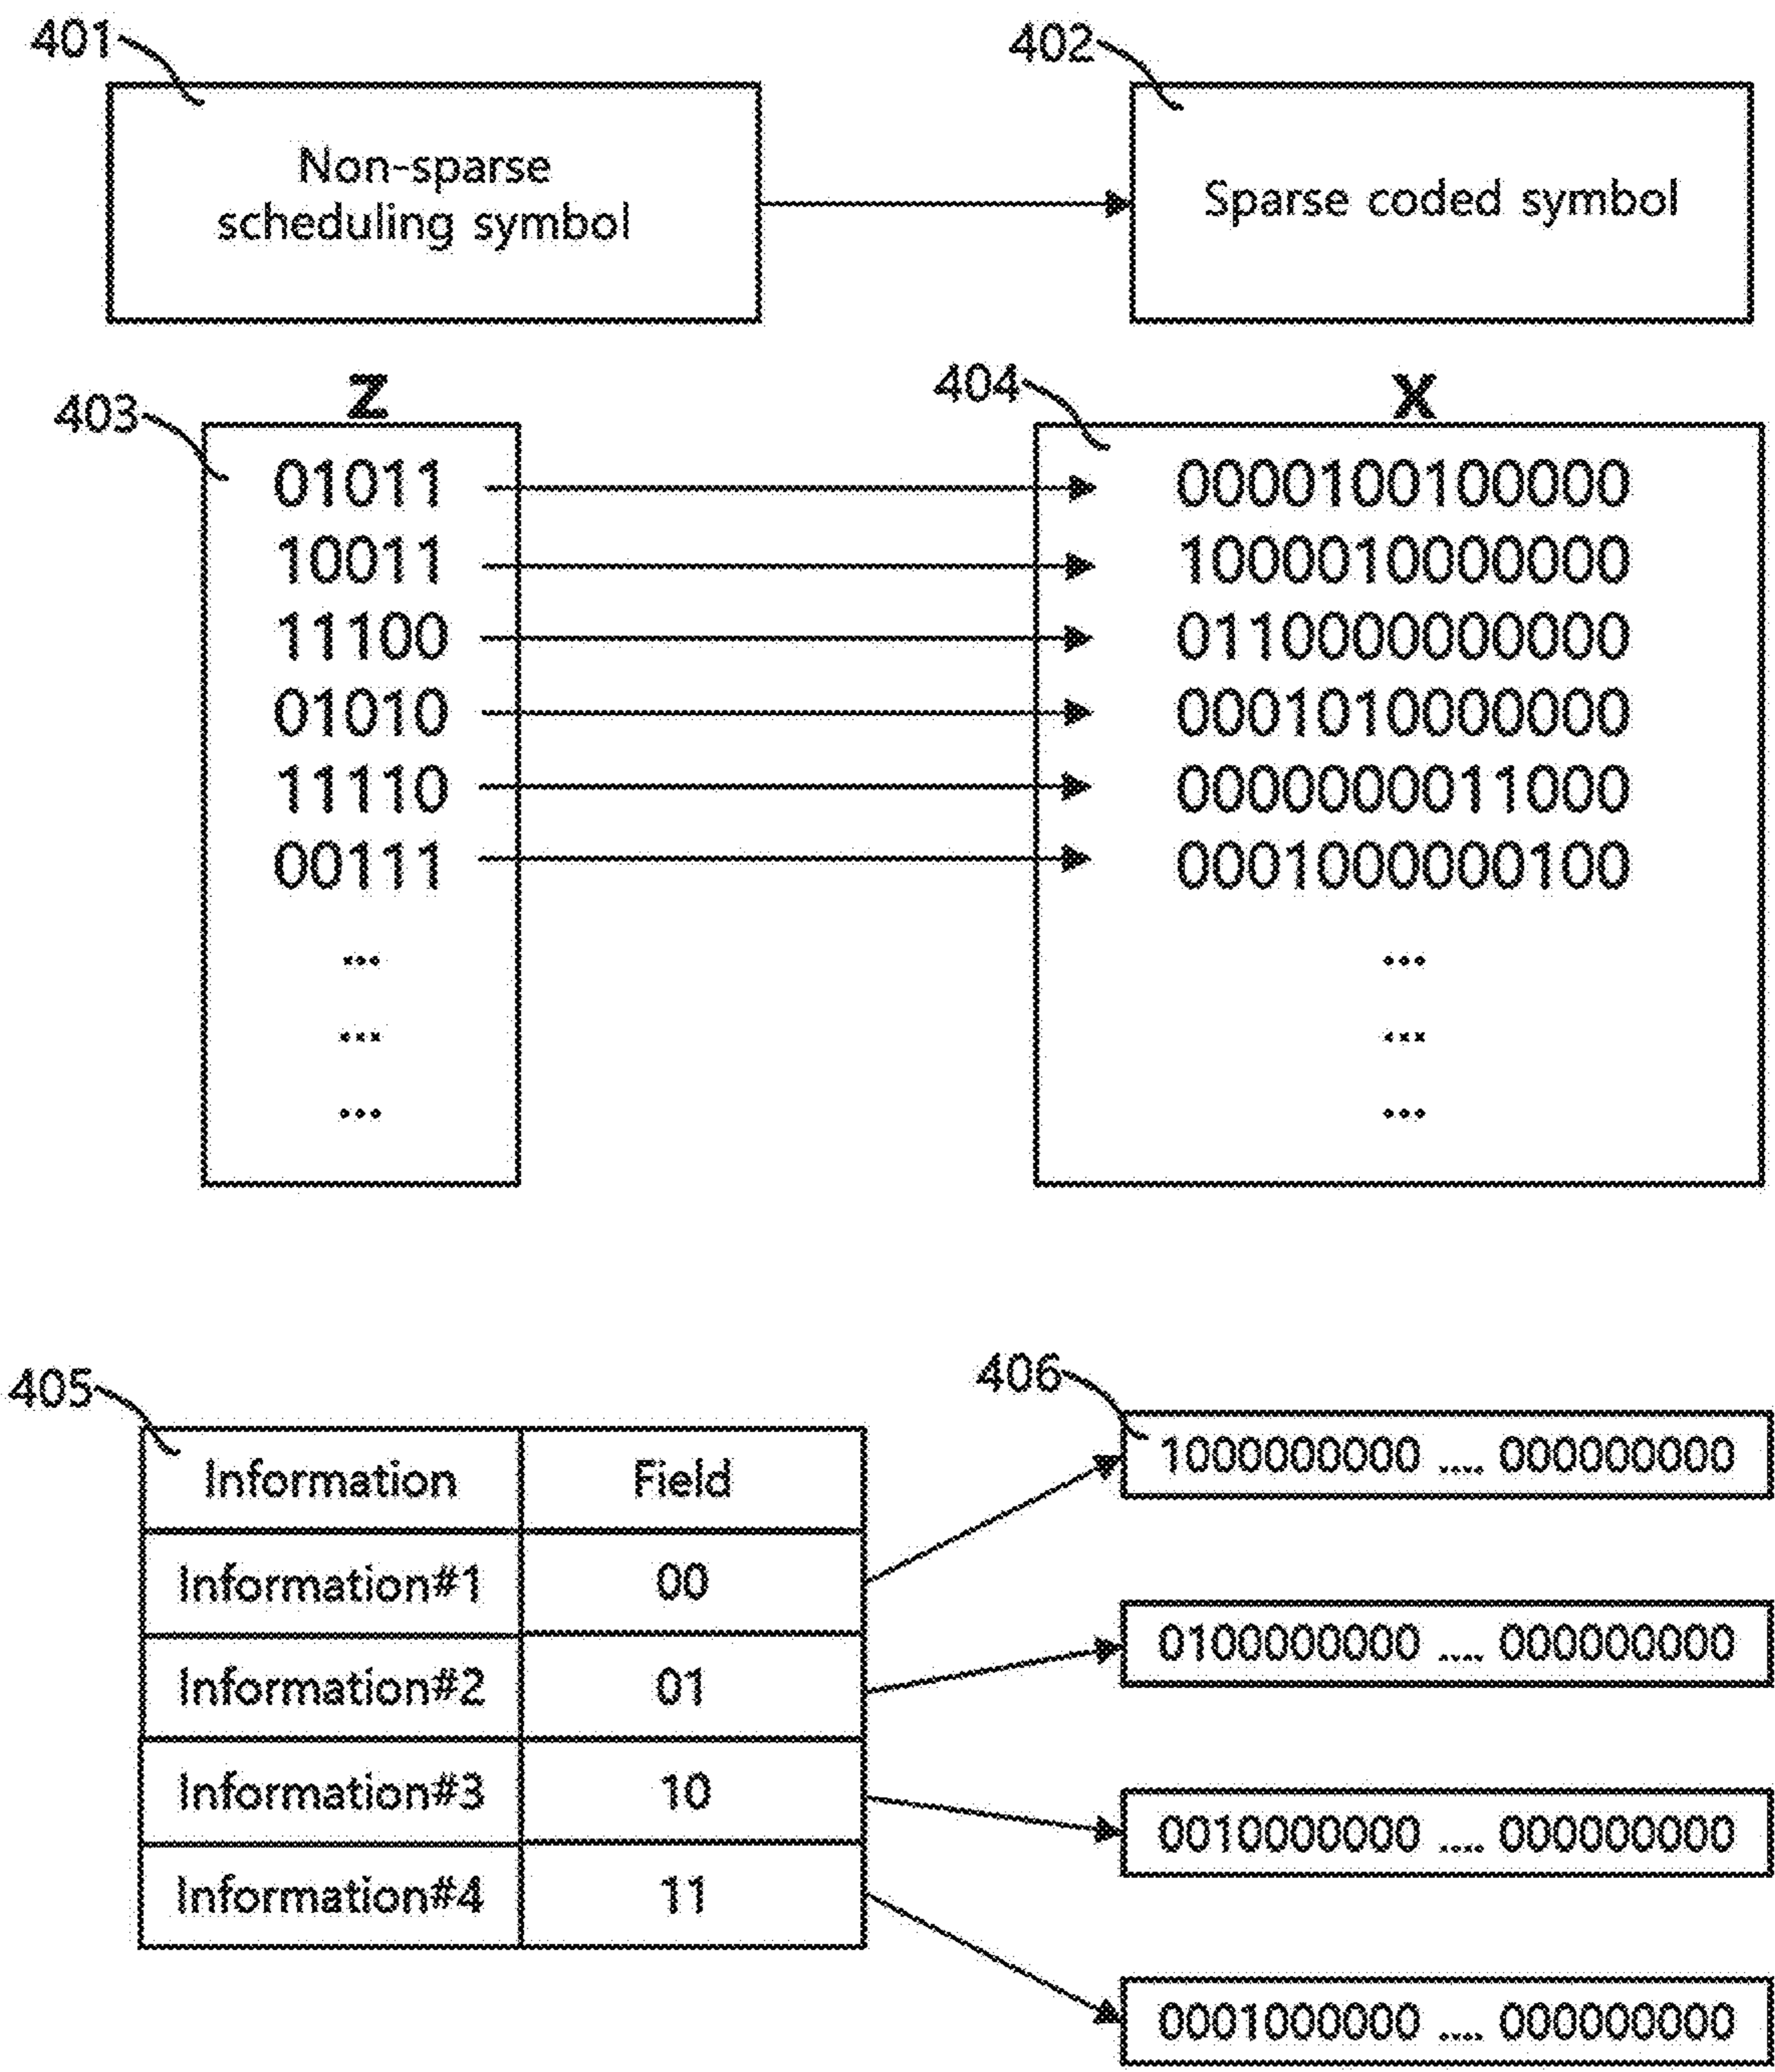 401
402
Non-sparse
scheduling symbol
Sparse coded symbol
403
Z
404
X
01011
0000100100000
10011
1000010000000
11100
0110000000000
01010
0001010000000
11110
0000000011000
00111
0001000000100
...
...
...
...
...
...
405
406
Information
Field
Information#1
00
Information#2
01
Information#3
10
Information#4
11
1000000000 .... 000000000
0100000000 .... 000000000
0010000000 .... 000000000
0001000000 .... 000000000